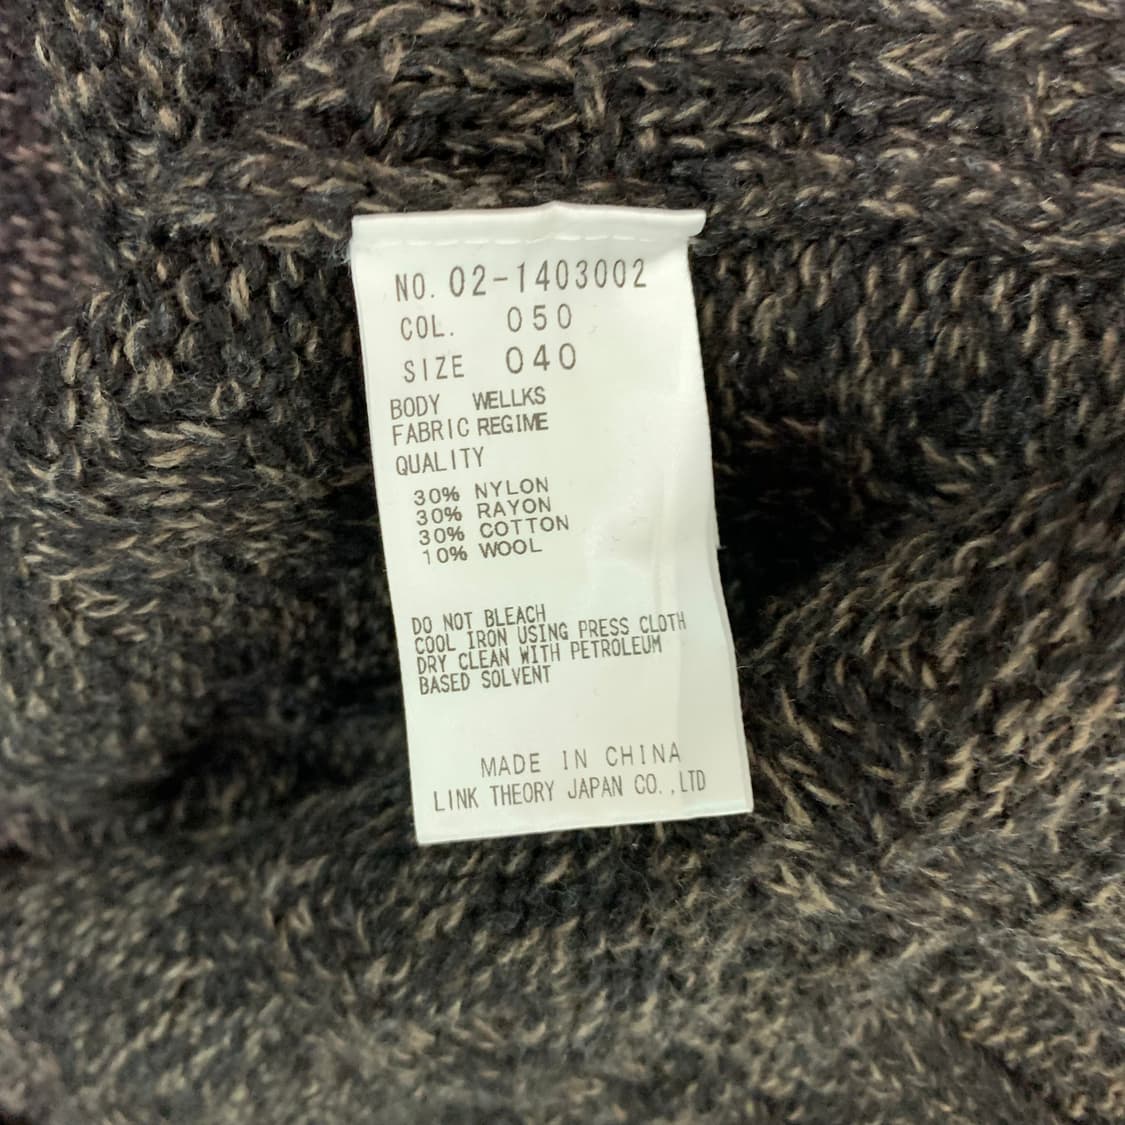 NO. 02-1403002
COL. 050
SIZE 040
BODY WELLKS
FABRIC REGIME
QUALITY
30% NYLON
30% RAYON
30% COTTON
10% WOOL
DO NOT BLEACH
COOL IRON USING PRESS CLOTH
DRY CLEAN WITH PETROLEUM
BASED SOLVENT
MADE IN CHINA
LINK THEORY JAPAN CO.,LTD